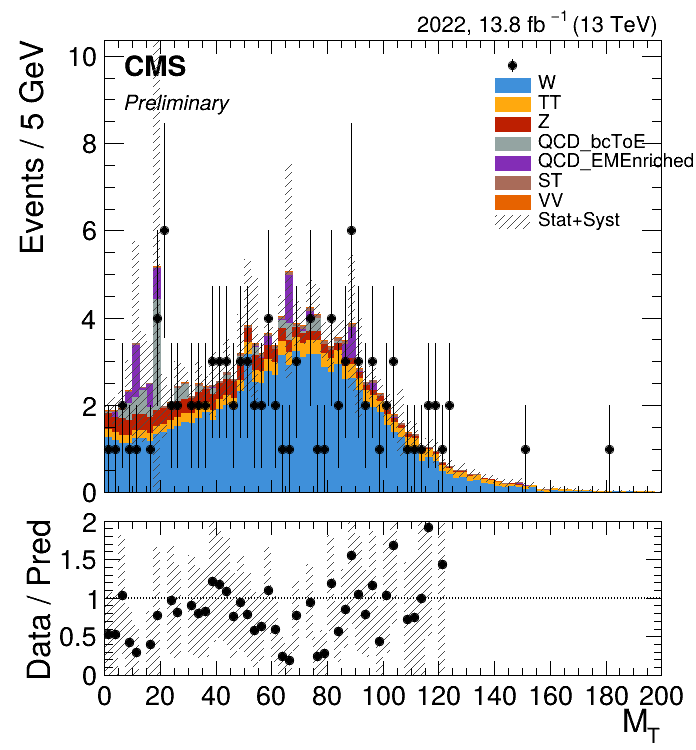 2022, 13.8 fb⁻¹ (13 TeV)
Events / 5 GeV
10
8
6
4
2
0
CMS
Preliminary
W
TT
Z
QCD_bcToE
QCD_EMEnriched
ST
VV
Stat+Syst
Data / Pred
2
1.5
1
0.5
0
0 20 40 60 80 100 120 140 160 180 200
M_T